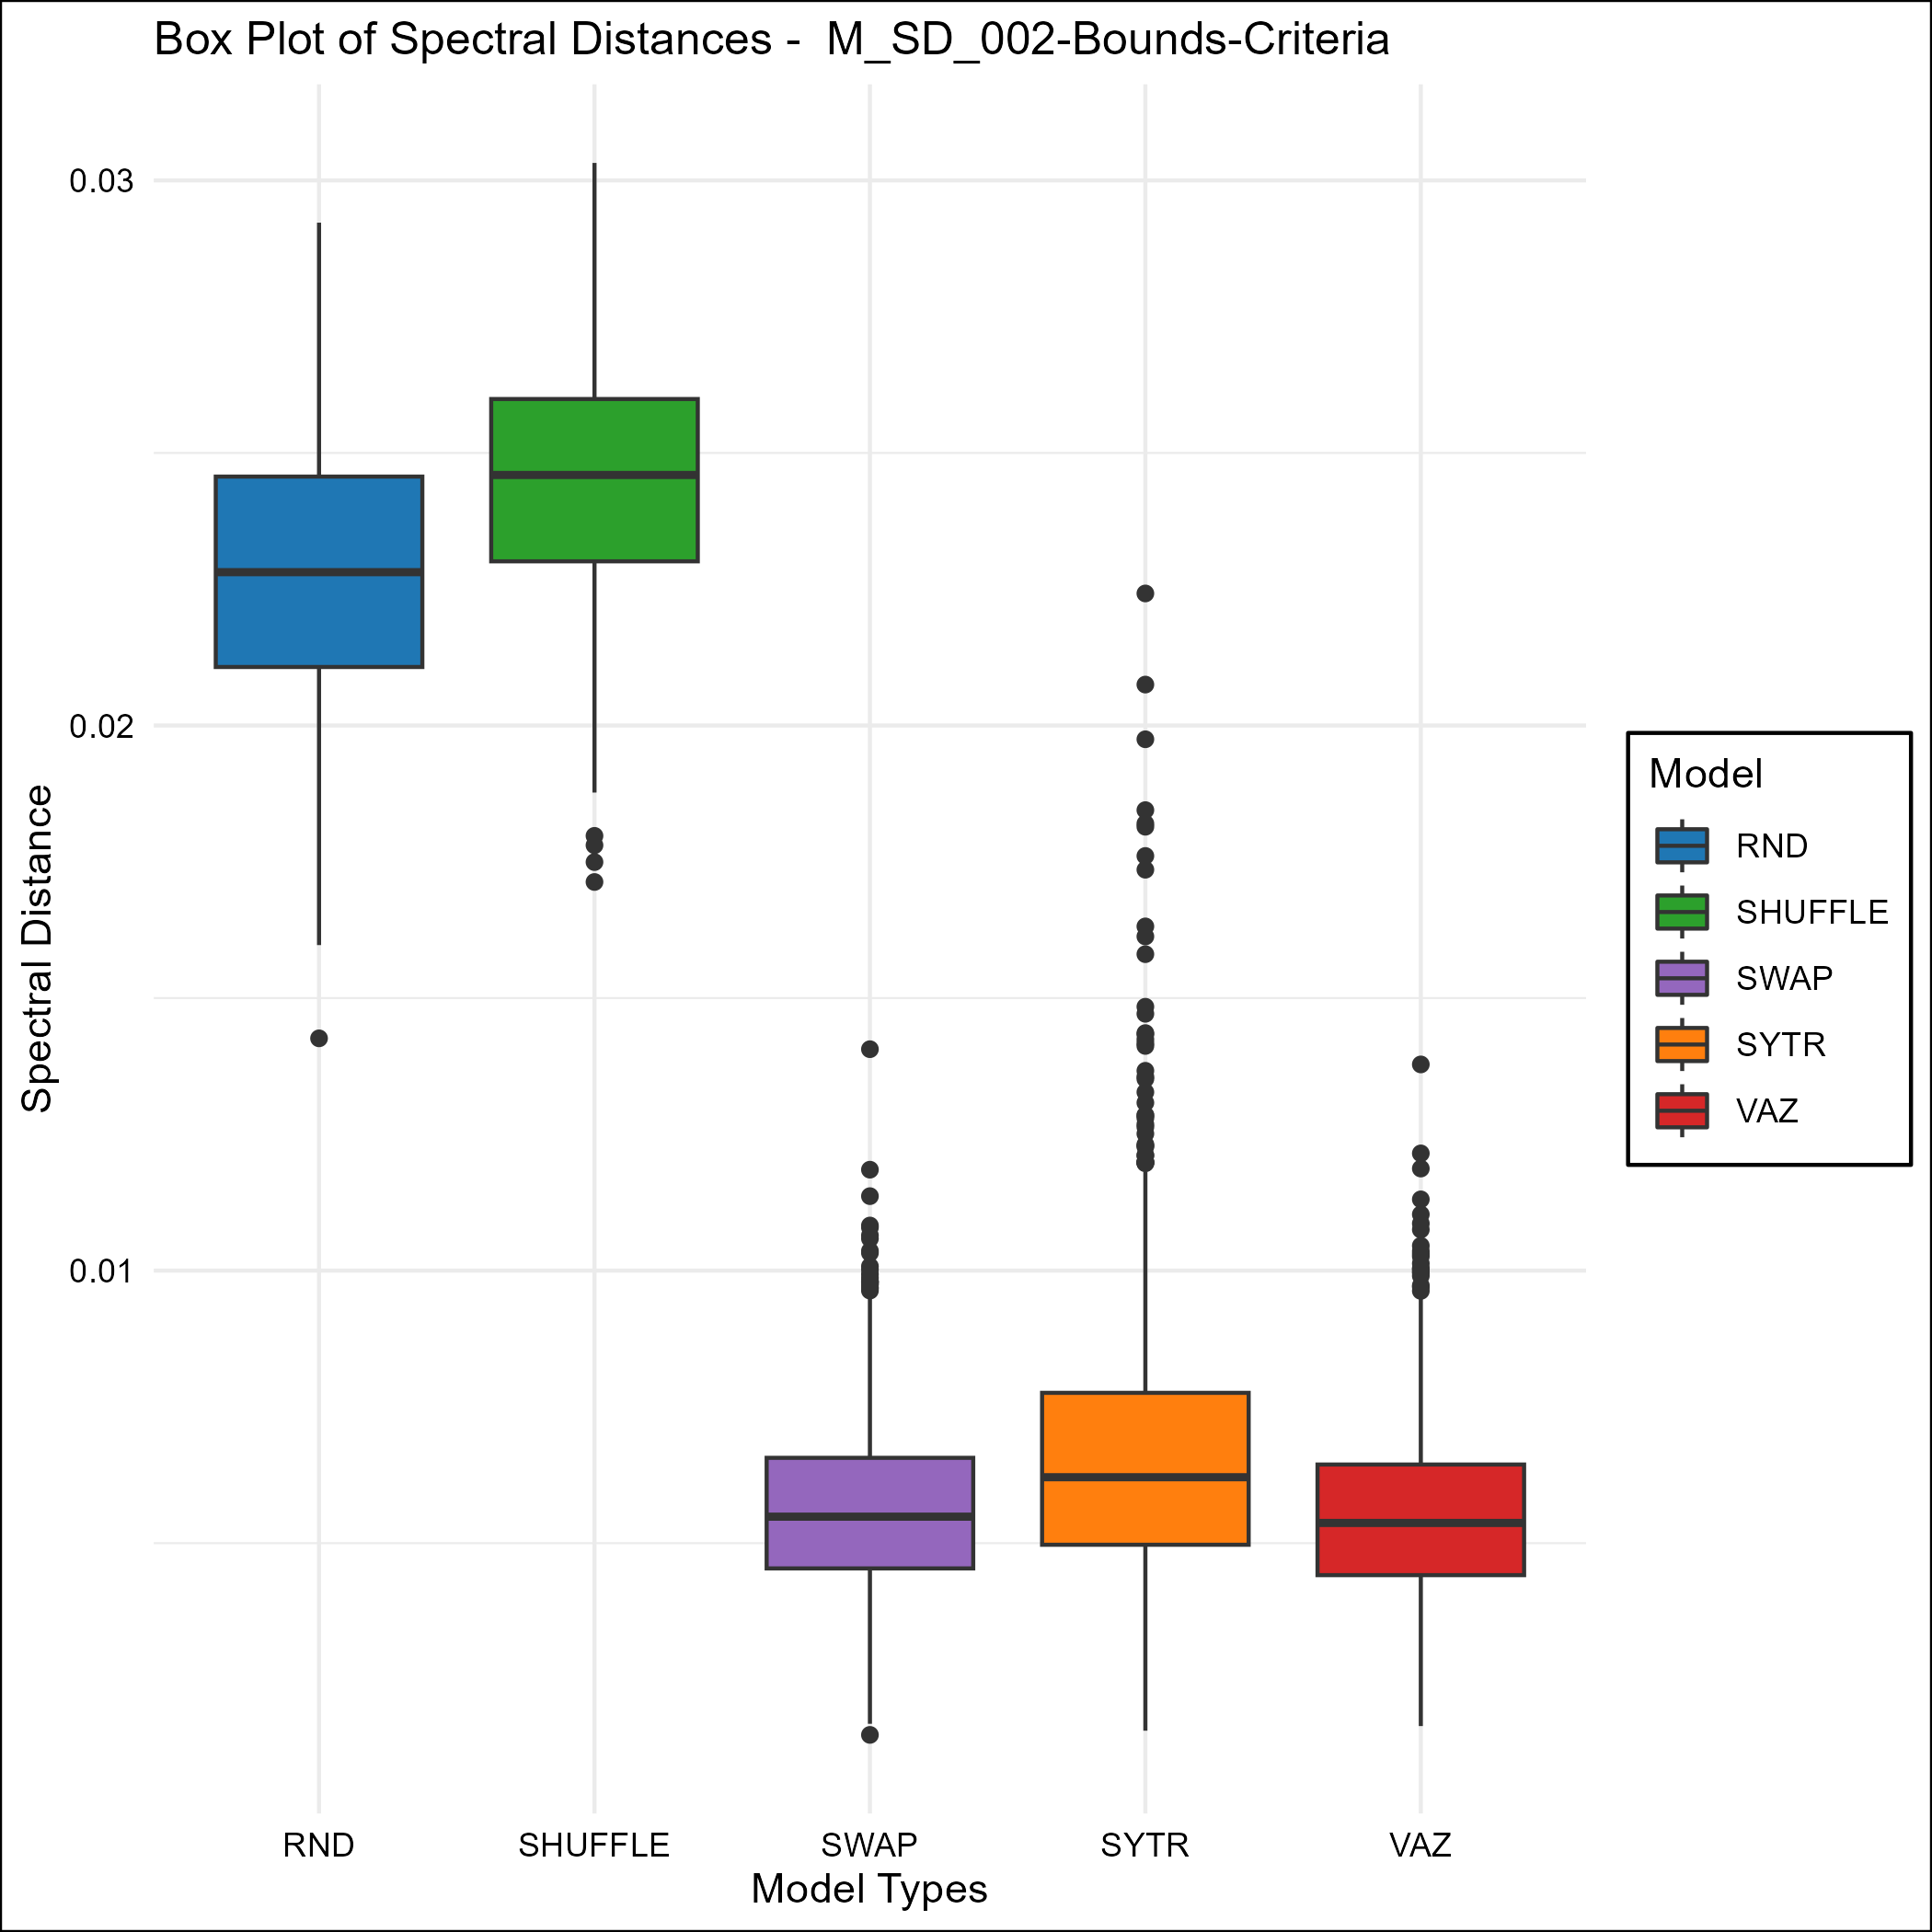 Box Plot of Spectral Distances -  M_SD_002-Bounds-Criteria
0.03
0.02
0.01
Spectral Distance
RND
SHUFFLE
SWAP
SYTR
VAZ
Model Types
Model
RND
SHUFFLE
SWAP
SYTR
VAZ